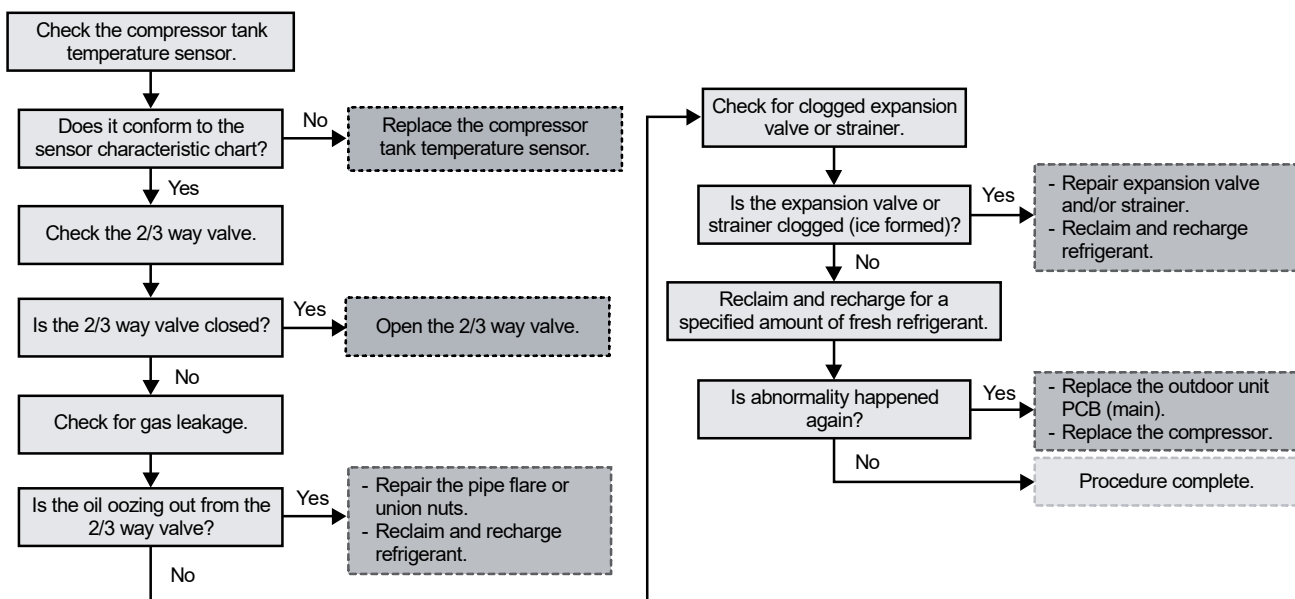 Check the compressor tank
temperature sensor.
Does it conform to the
sensor characteristic chart?
No
Replace the compressor
tank temperature sensor.
Yes
Check the 2/3 way valve.
Is the 2/3 way valve closed?
Yes
Open the 2/3 way valve.
No
Check for gas leakage.
Is the oil oozing out from the
2/3 way valve?
Yes
- Repair the pipe flare or
union nuts.
- Reclaim and recharge
refrigerant.
No
Check for clogged expansion
valve or strainer.
Is the expansion valve or
strainer clogged (ice formed)?
Yes
- Repair expansion valve
and/or strainer.
- Reclaim and recharge
refrigerant.
No
Reclaim and recharge for a
specified amount of fresh refrigerant.
Is abnormality happened
again?
Yes
- Replace the outdoor unit
PCB (main).
- Replace the compressor.
No
Procedure complete.